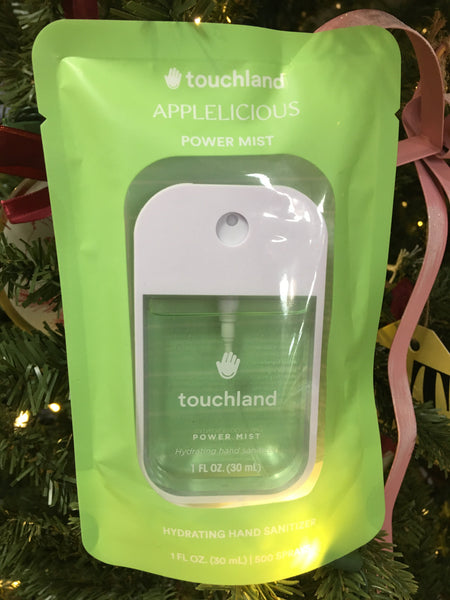 touchland
APPLELICIOUS
POWER MIST
touchland
POWER MIST
Hydrating hand sanitizer
1 FL OZ. (30 mL)
HYDRATING HAND SANITIZER
1 FL OZ. (30 mL) | 500 SPRAYS